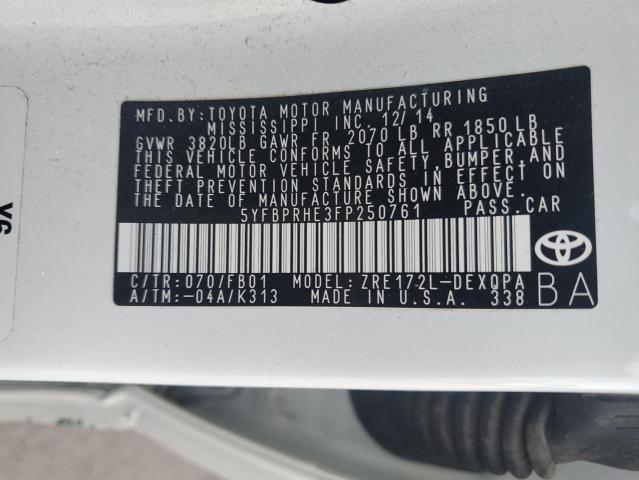 MFD.BY:TOYOTA MOTOR MANUFACTURING
MISSISSIPPI INC. 12/14
GVWR 3820LB GAWR FR 2070 LB RR 1850 LB
THIS VEHICLE CONFORMS TO ALL APPLICABLE
FEDERAL MOTOR VEHICLE SAFETY,BUMPER,AND
THEFT PREVENTION STANDARDS IN EFFECT ON
THE DATE OF MANUFACTURE SHOWN ABOVE.
5YFBPRHE3FP250761 PASS.CAR
C/TR:070/FB01 MODEL:ZRE172L-DEXQPA
A/TM:-04A/K313 MADE IN U.S.A. 338
BA